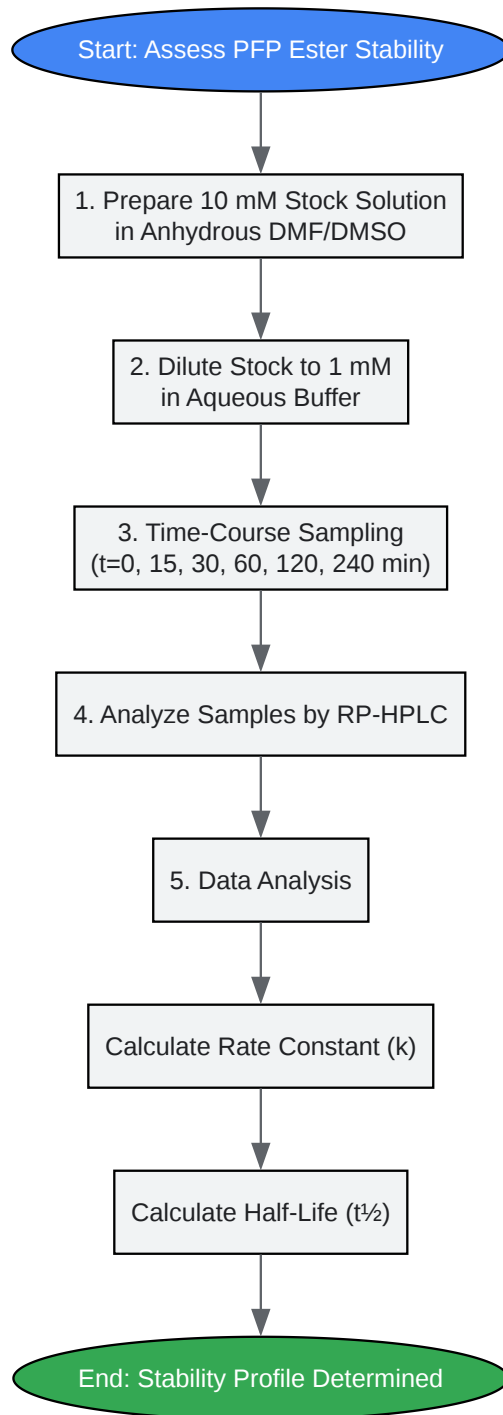 Start: Assess PFP Ester Stability
1. Prepare 10 mM Stock Solution
in Anhydrous DMF/DMSO
2. Dilute Stock to 1 mM
in Aqueous Buffer
3. Time-Course Sampling
(t=0, 15, 30, 60, 120, 240 min)
4. Analyze Samples by RP-HPLC
5. Data Analysis
Calculate Rate Constant (k)
Calculate Half-Life (t½)
End: Stability Profile Determined